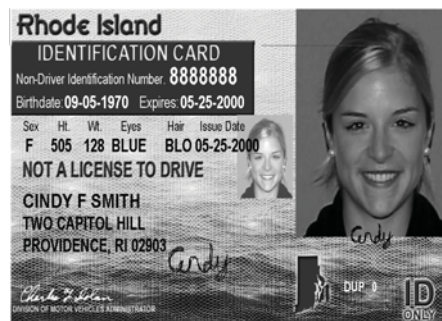 Rhode Island
IDENTIFICATION CARD
Non-Driver Identification Number. 8888888
Birthdate: 09-05-1970 Expires: 05-25-2000
Sex Ht. Wt. Eyes Hair Issue Date
F 505 128 BLUE BLO 05-25-2000
NOT A LICENSE TO DRIVE
CINDY F SMITH
TWO CAPITOL HILL
PROVIDENCE, RI 02903
Cindy
Cindy
DUP 0
ID
ONLY
DIVISION OF MOTOR VEHICLES ADMINISTRATOR